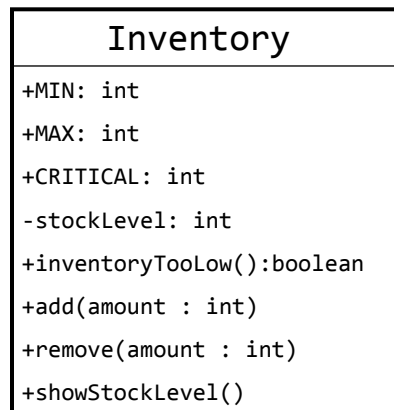 Inventory
+MIN: int
+MAX: int
+CRITICAL: int
-stockLevel: int
+inventoryTooLow():boolean
+add(amount : int)
+remove(amount : int)
+showStockLevel()